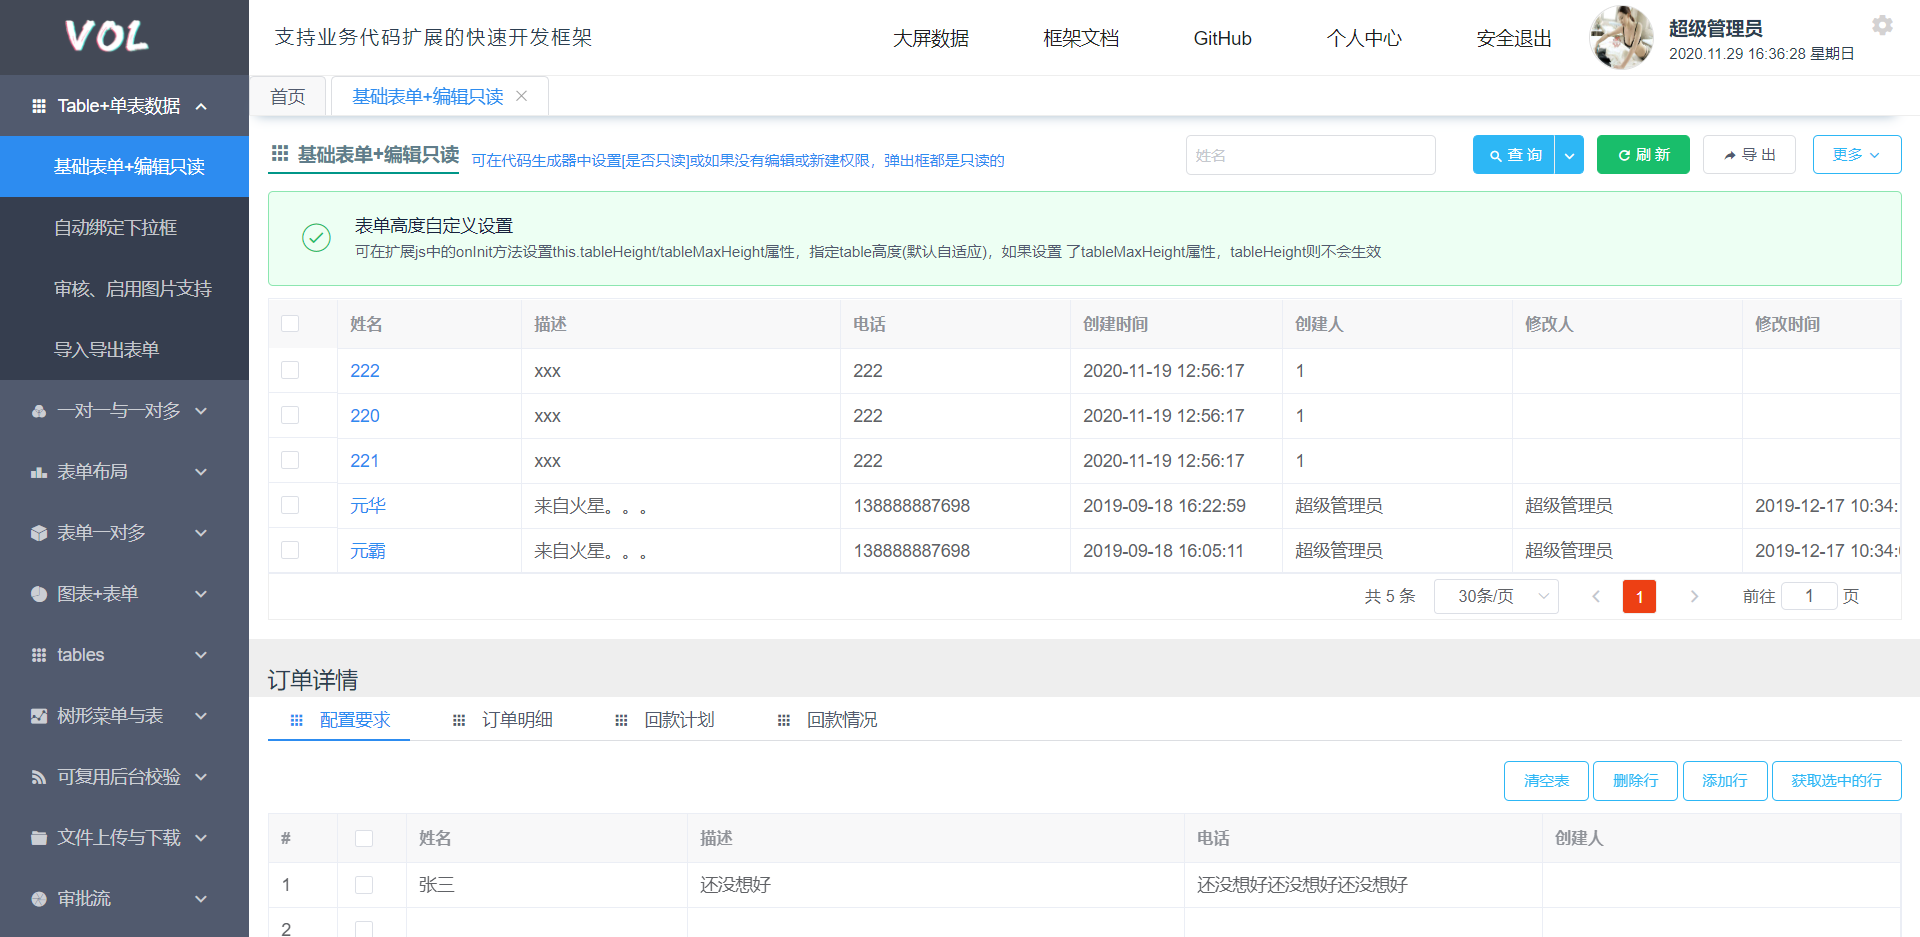 VOL
支持业务代码扩展的快速开发框架
大屏数据
框架文档
GitHub
个人中心
安全退出
超级管理员
2020.11.29 16:36:28 星期日
Table+单表数据
基础表单+编辑只读
自动绑定下拉框
审核、启用图片支持
导入导出表单
一对一与一对多
表单布局
表单一对多
图表+表单
tables
树形菜单与表
可复用后台校验
文件上传与下载
审批流
首页
基础表单+编辑只读
基础表单+编辑只读 可在代码生成器中设置[是否只读]或如果没有编辑或新建权限，弹出框都是只读的
姓名
查 询
刷 新
导 出
更多
表单高度自定义设置
可在扩展js中的onInit方法设置this.tableHeight/tableMaxHeight属性，指定table高度(默认自适应)，如果设置 了tableMaxHeight属性，tableHeight则不会生效
姓名 描述 电话 创建时间 创建人 修改人 修改时间
222 xxx 222 2020-11-19 12:56:17 1
220 xxx 222 2020-11-19 12:56:17 1
221 xxx 222 2020-11-19 12:56:17 1
元华 来自火星。。。 138888887698 2019-09-18 16:22:59 超级管理员 超级管理员 2019-12-17 10:34:
元霸 来自火星。。。 138888887698 2019-09-18 16:05:11 超级管理员 超级管理员 2019-12-17 10:34:
共 5 条 30条/页 1 前往 1 页
订单详情
配置要求 订单明细 回款计划 回款情况
清空表 删除行 添加行 获取选中的行
# 姓名 描述 电话 创建人
1 张三 还没想好 还没想好还没想好还没想好
2